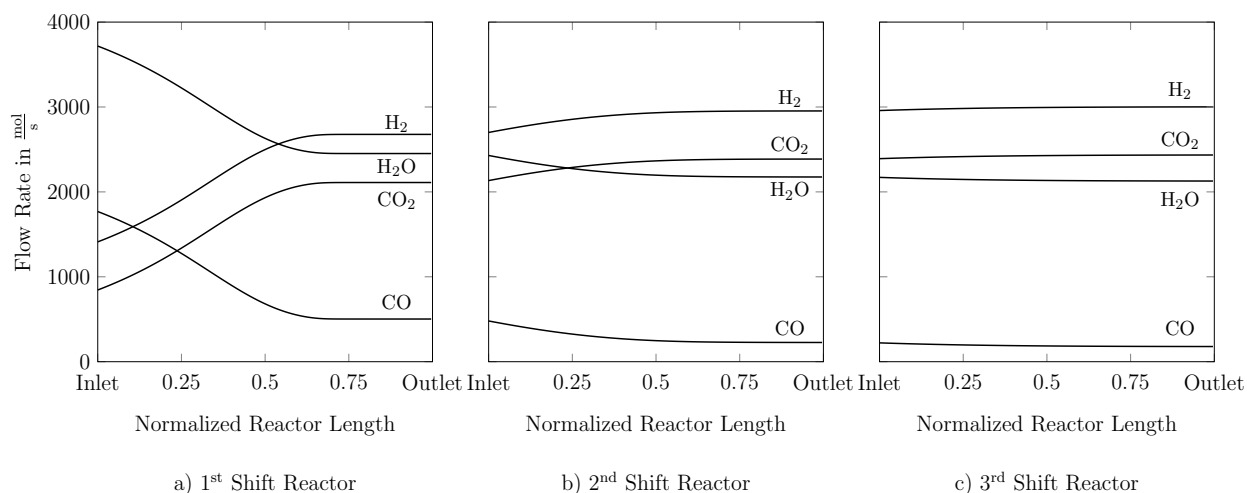 4000
3000
2000
1000
0
Flow Rate in mol/s
H₂
H₂O
CO₂
CO
Inlet 0.25 0.5 0.75 Outlet
Normalized Reactor Length
a) 1st Shift Reactor
H₂
CO₂
H₂O
CO
Inlet 0.25 0.5 0.75 Outlet
Normalized Reactor Length
b) 2nd Shift Reactor
H₂
CO₂
H₂O
CO
Inlet 0.25 0.5 0.75 Outlet
Normalized Reactor Length
c) 3rd Shift Reactor